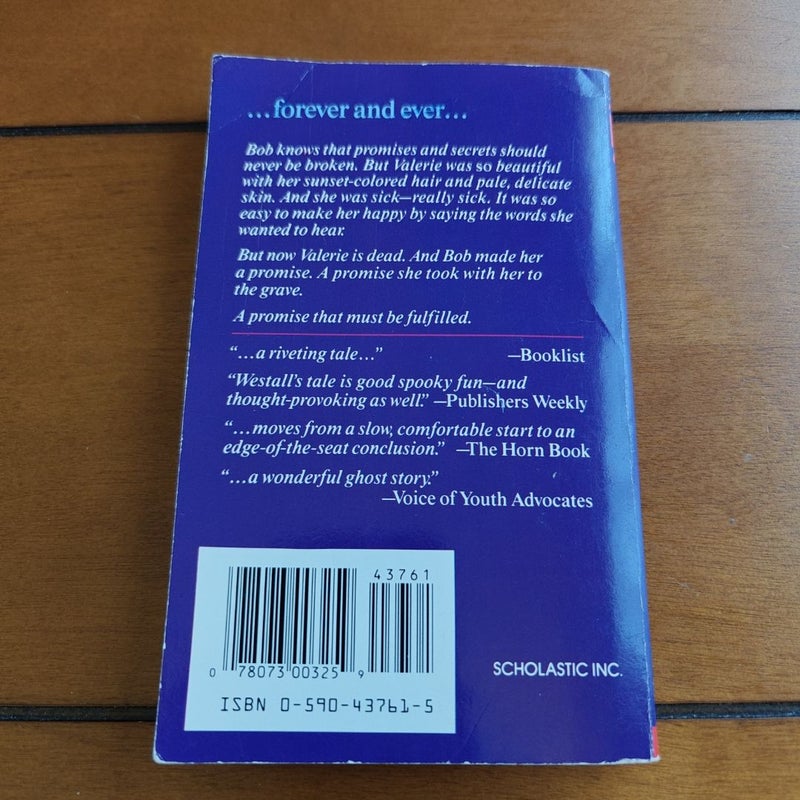 ...forever and ever...
Bob knows that promises and secrets should
never be broken. But Valerie was so beautiful
with her sunset-colored hair and pale, delicate
skin. And she was sick—really sick. It was so
easy to make her happy by saying the words she
wanted to hear.
But now Valerie is dead. And Bob made her
a promise. A promise she took with her to
the grave.
A promise that must be fulfilled.
“...a riveting tale...” —Booklist
“Westall’s tale is good spooky fun—and
thought-provoking as well.” —Publishers Weekly
“...moves from a slow, comfortable start to an
edge-of-the-seat conclusion.” —The Horn Book
“...a wonderful ghost story.”
—Voice of Youth Advocates
43761
0 78073 00325 9
ISBN 0-590-43761-5
SCHOLASTIC INC.